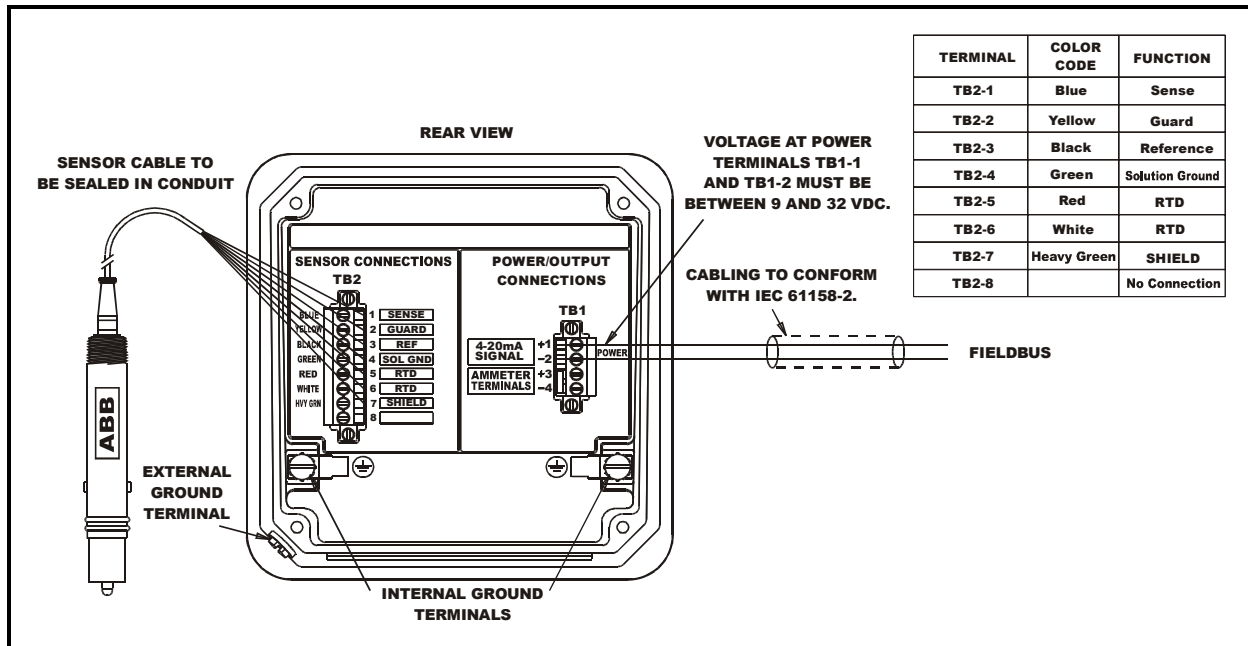 REAR VIEW
SENSOR CABLE TO
BE SEALED IN CONDUIT
VOLTAGE AT POWER
TERMINALS TB1-1
AND TB1-2 MUST BE
BETWEEN 9 AND 32 VDC.
CABLING TO CONFORM
WITH IEC 61158-2.
FIELDBUS
SENSOR CONNECTIONS
TB2
BLUE 1 SENSE
YELLOW 2 GUARD
BLACK 3 REF
GREEN 4 SOL GND
RED 5 RTD
WHITE 6 RTD
HVY GRN 7 SHIELD
8
POWER/OUTPUT
CONNECTIONS
TB1
4-20mA
SIGNAL
+1
–2
POWER
AMMETER
TERMINALS
+3
–4
ABB
EXTERNAL
GROUND
TERMINAL
INTERNAL GROUND
TERMINALS
TERMINAL COLOR CODE FUNCTION
TB2-1 Blue Sense
TB2-2 Yellow Guard
TB2-3 Black Reference
TB2-4 Green Solution Ground
TB2-5 Red RTD
TB2-6 White RTD
TB2-7 Heavy Green SHIELD
TB2-8 No Connection